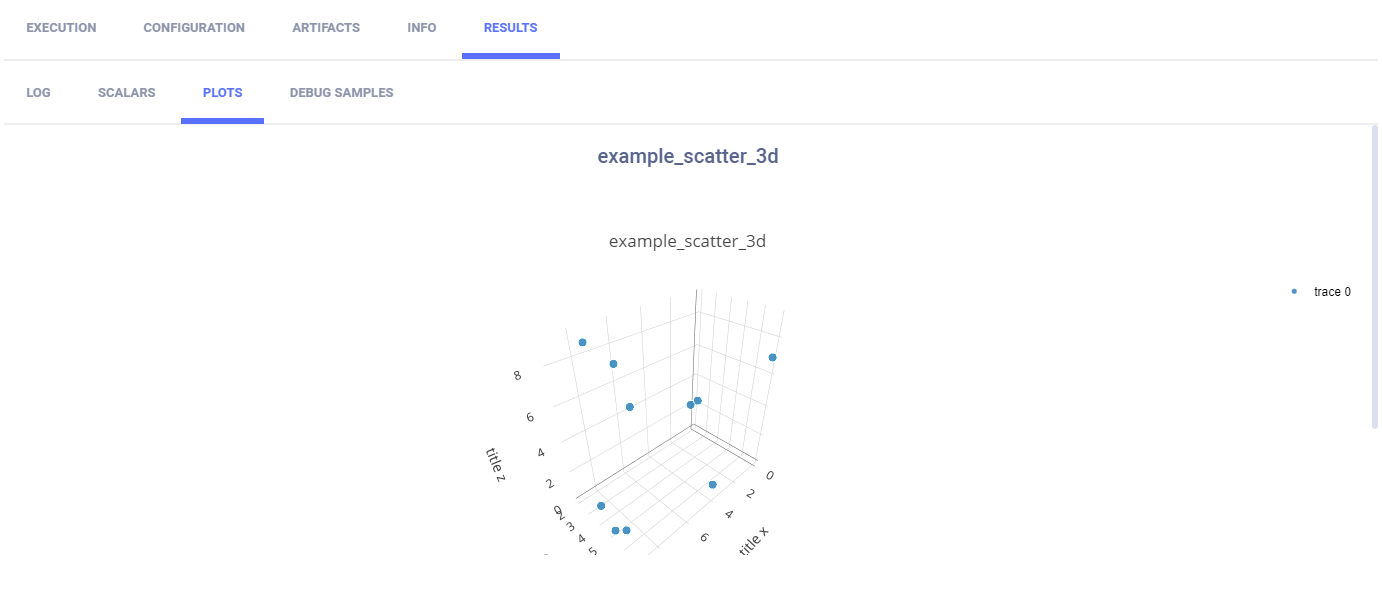 EXECUTION CONFIGURATION ARTIFACTS INFO RESULTS
LOG SCALARS PLOTS DEBUG SAMPLES
example_scatter_3d
example_scatter_3d
trace 0
8
6
4
2
0
title z
2
3
4
5
0
2
4
6
title x